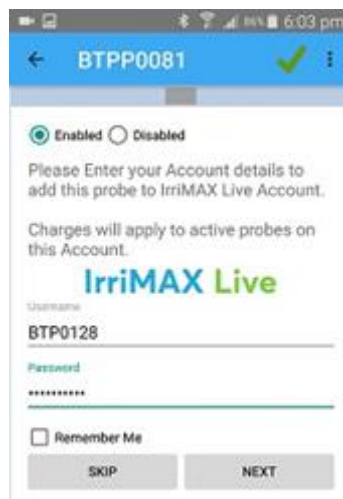 6:03 pm
BTPP0081
Enabled Disabled
Please Enter your Account details to
add this probe to IrriMAX Live Account.
Charges will apply to active probes on
this Account.
IrriMAX Live
Username
BTP0128
Password
••••••••••
Remember Me
SKIP NEXT